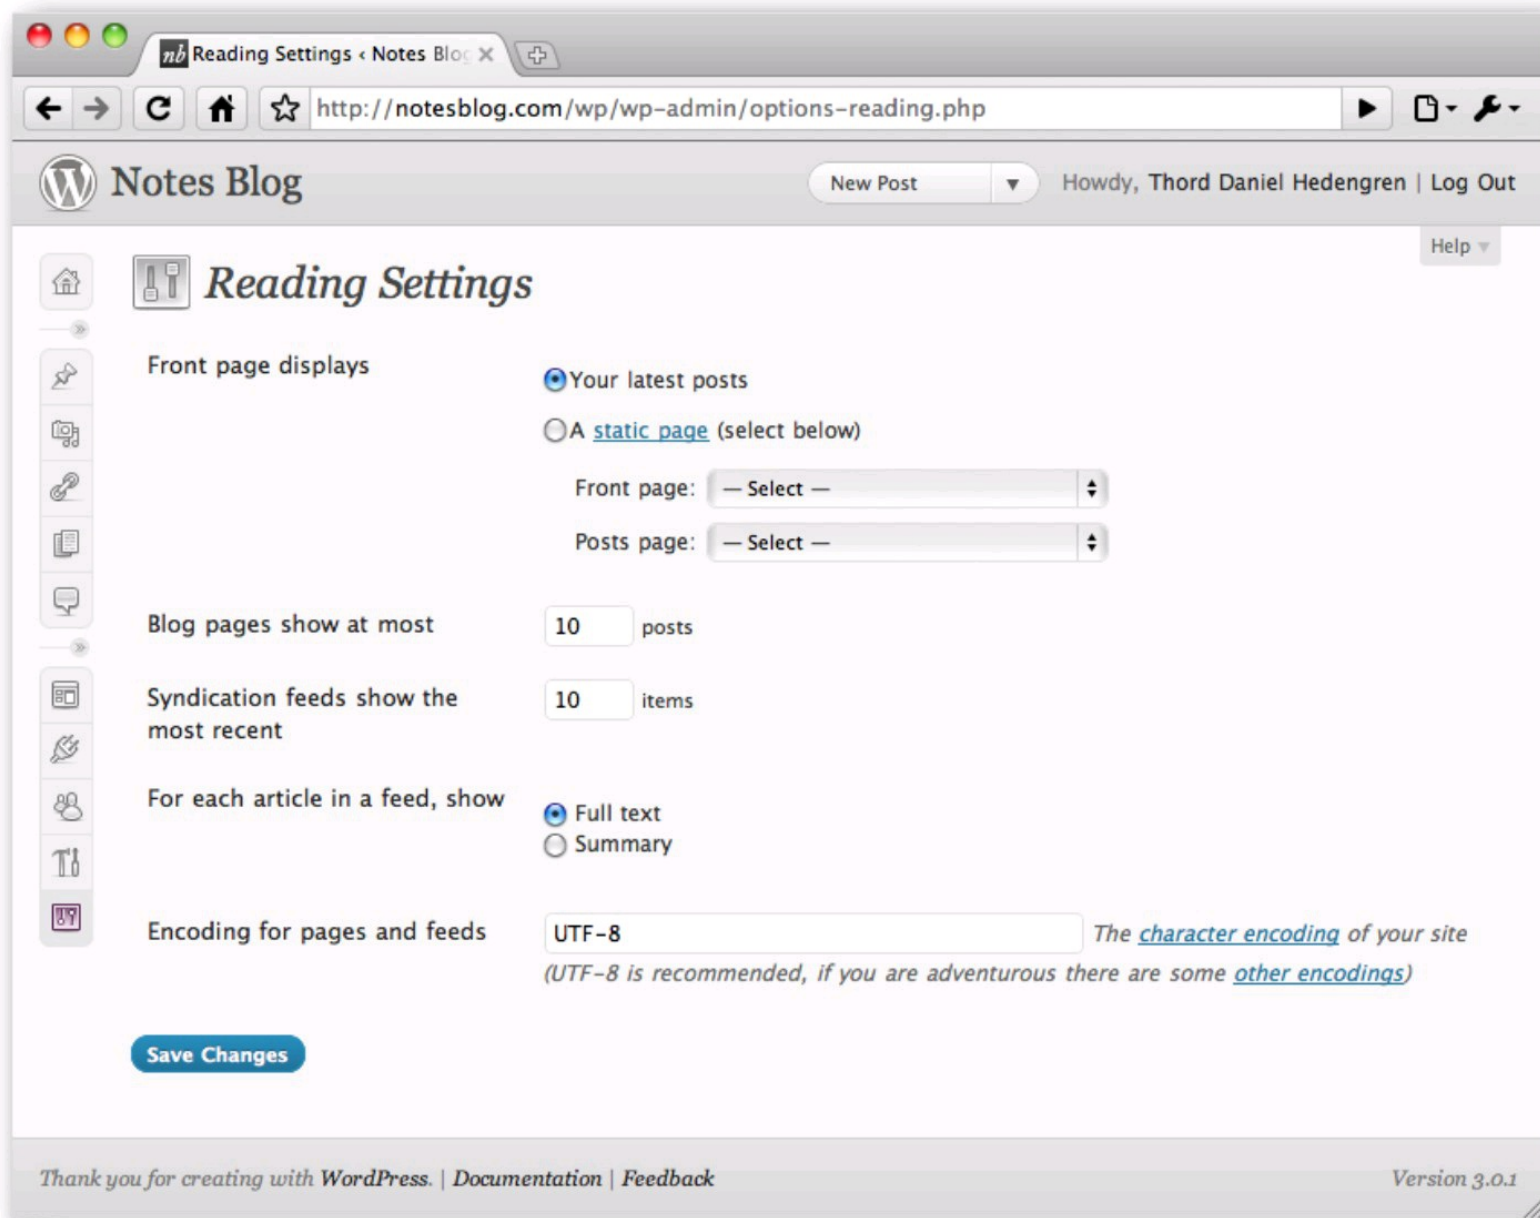 nb Reading Settings ‹ Notes Blog
http://notesblog.com/wp/wp-admin/options-reading.php
Notes Blog
New Post
Howdy, Thord Daniel Hedengren | Log Out
Help
Reading Settings
Front page displays
Your latest posts
A static page (select below)
Front page: — Select —
Posts page: — Select —
Blog pages show at most 10 posts
Syndication feeds show the
most recent
10 items
For each article in a feed, show
Full text
Summary
Encoding for pages and feeds UTF-8 The character encoding of your site
(UTF-8 is recommended, if you are adventurous there are some other encodings)
Save Changes
Thank you for creating with WordPress. | Documentation | Feedback
Version 3.0.1